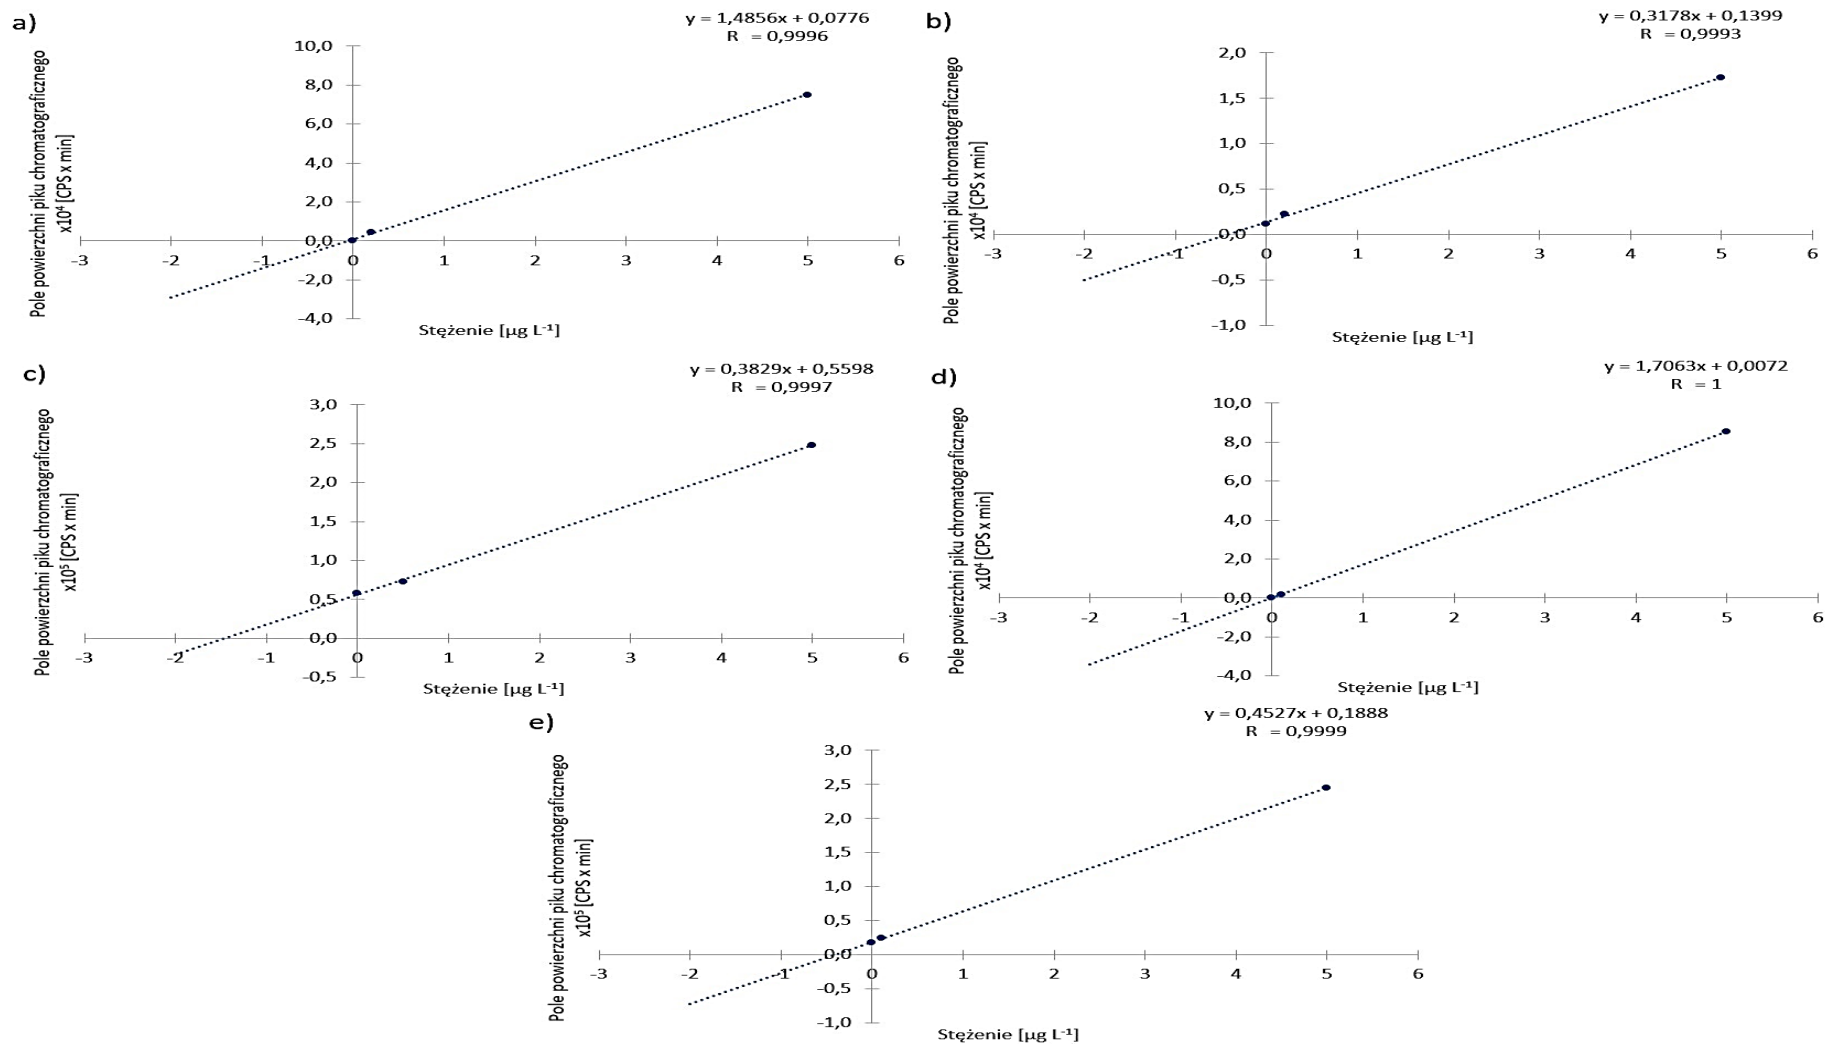 a)
y = 1,4856x + 0,0776
R = 0,9996
Pole powierzchni piku chromatograficznego
x10⁴ [CPS x min]
10,0
8,0
6,0
4,0
2,0
0,0
-2,0
-4,0
-3 -2 -1 0 1 2 3 4 5 6
Stężenie [µg L⁻¹]
b)
y = 0,3178x + 0,1399
R = 0,9993
Pole powierzchni piku chromatograficznego
x10⁴ [CPS x min]
2,0
1,5
1,0
0,5
0,0
-0,5
-1,0
-3 -2 -1 0 1 2 3 4 5 6
Stężenie [µg L⁻¹]
c)
y = 0,3829x + 0,5598
R = 0,9997
Pole powierzchni piku chromatograficznego
x10⁵ [CPS x min]
3,0
2,5
2,0
1,5
1,0
0,5
0,0
-0,5
-3 -2 -1 0 1 2 3 4 5 6
Stężenie [µg L⁻¹]
d)
y = 1,7063x + 0,0072
R = 1
Pole powierzchni piku chromatograficznego
x10⁴ [CPS x min]
10,0
8,0
6,0
4,0
2,0
0,0
-2,0
-4,0
-3 -2 -1 0 1 2 3 4 5 6
Stężenie [µg L⁻¹]
e)
y = 0,4527x + 0,1888
R = 0,9999
Pole powierzchni piku chromatograficznego
x10⁵ [CPS x min]
3,0
2,5
2,0
1,5
1,0
0,5
0,0
-0,5
-1,0
-3 -2 -1 0 1 2 3 4 5 6
Stężenie [µg L⁻¹]